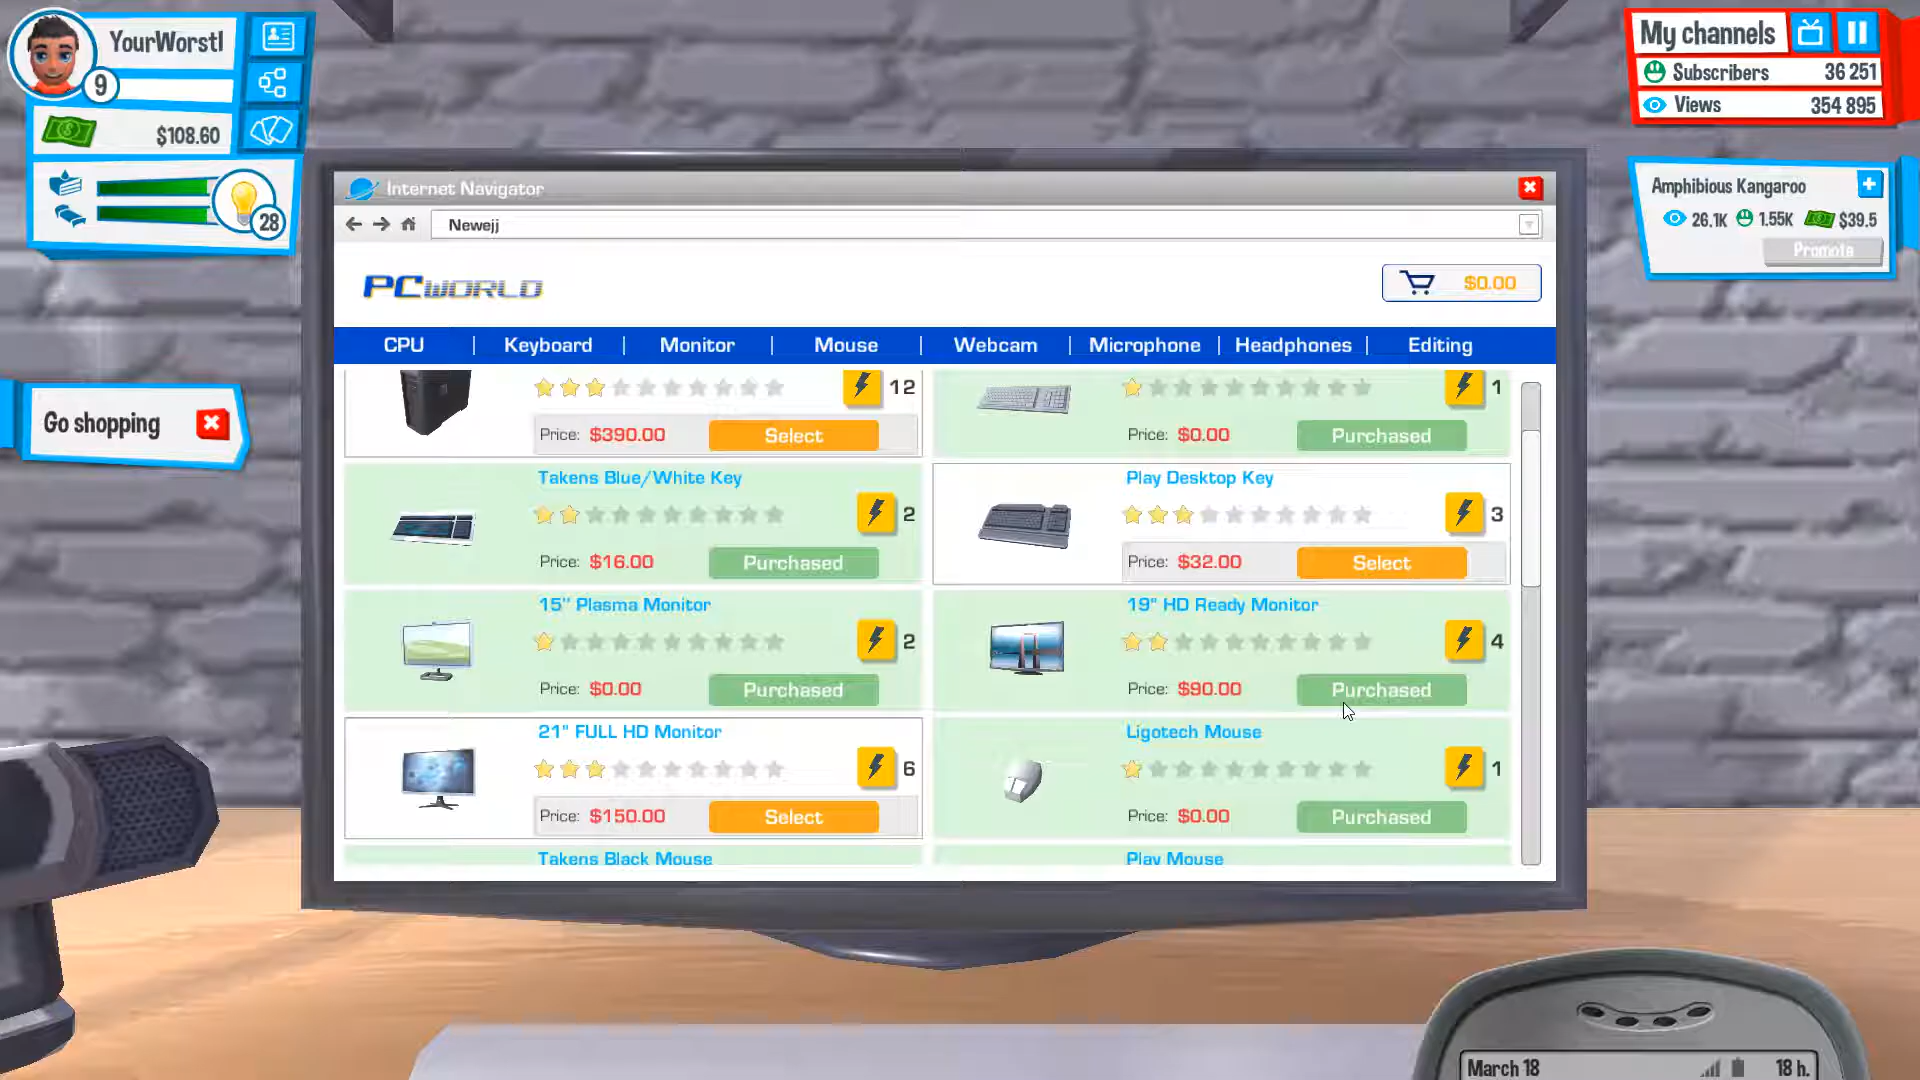 YourWorstI
9
$108.60
28
My channels
Subscribers 36 251
Views 354 895
Amphibious Kangaroo
26.1K 1.55K $39.5
Promote
Go shopping
Internet Navigator
Newejj
PCWORLD
$0.00
CPU Keyboard Monitor Mouse Webcam Microphone Headphones Editing
12
Price: $390.00 Select
1
Price: $0.00 Purchased
Takens Blue/White Key
2
Price: $16.00 Purchased
Play Desktop Key
3
Price: $32.00 Select
15" Plasma Monitor
2
Price: $0.00 Purchased
19" HD Ready Monitor
4
Price: $90.00 Purchased
21" FULL HD Monitor
6
Price: $150.00 Select
Ligotech Mouse
1
Price: $0.00 Purchased
Takens Black Mouse
Play Mouse
March 18 18 h.